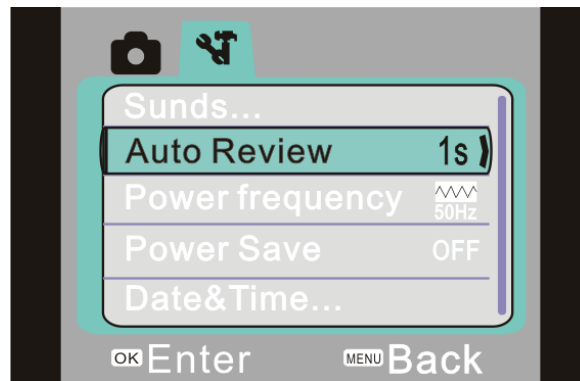 Sunds...
Auto Review 1s
Power frequency 50Hz
Power Save OFF
Date&Time...
OK Enter MENU Back